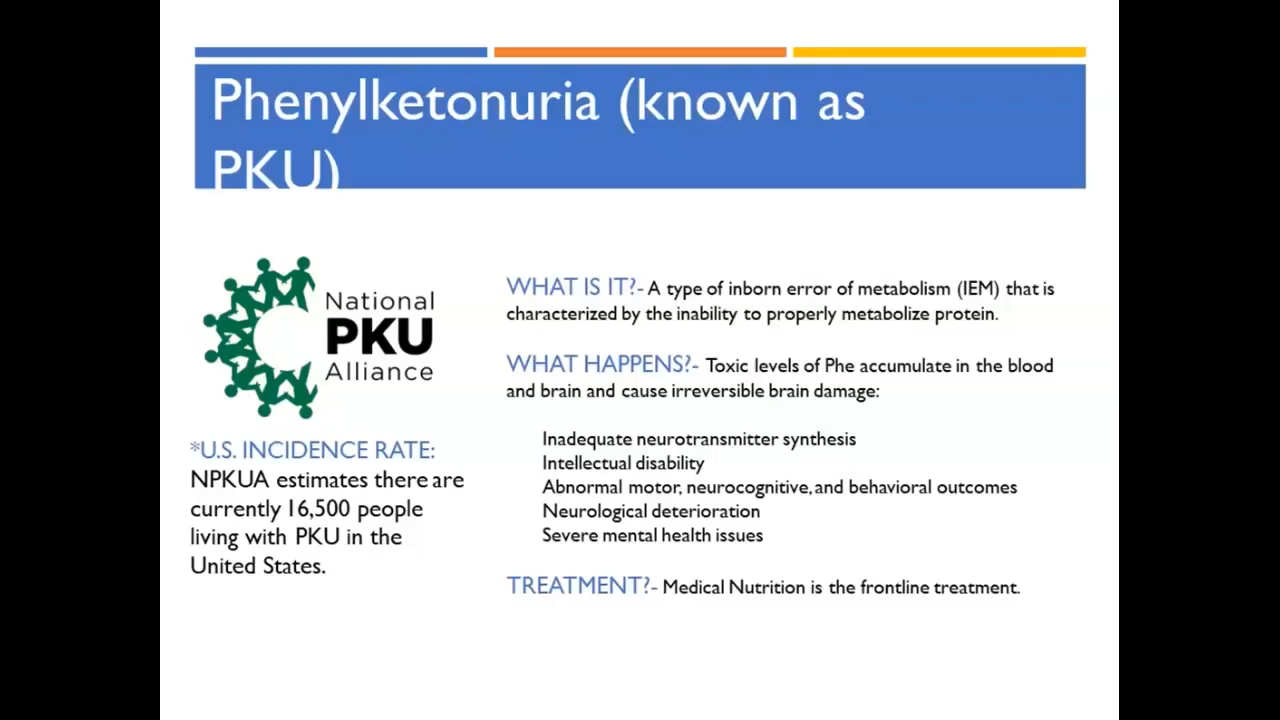 Phenylketonuria (known as
PKU)
National
PKU
Alliance
*U.S. INCIDENCE RATE:
NPKUA estimates there are
currently 16,500 people
living with PKU in the
United States.
WHAT IS IT?- A type of inborn error of metabolism (IEM) that is
characterized by the inability to properly metabolize protein.
WHAT HAPPENS?- Toxic levels of Phe accumulate in the blood
and brain and cause irreversible brain damage:
Inadequate neurotransmitter synthesis
Intellectual disability
Abnormal motor, neurocognitive, and behavioral outcomes
Neurological deterioration
Severe mental health issues
TREATMENT?- Medical Nutrition is the frontline treatment.